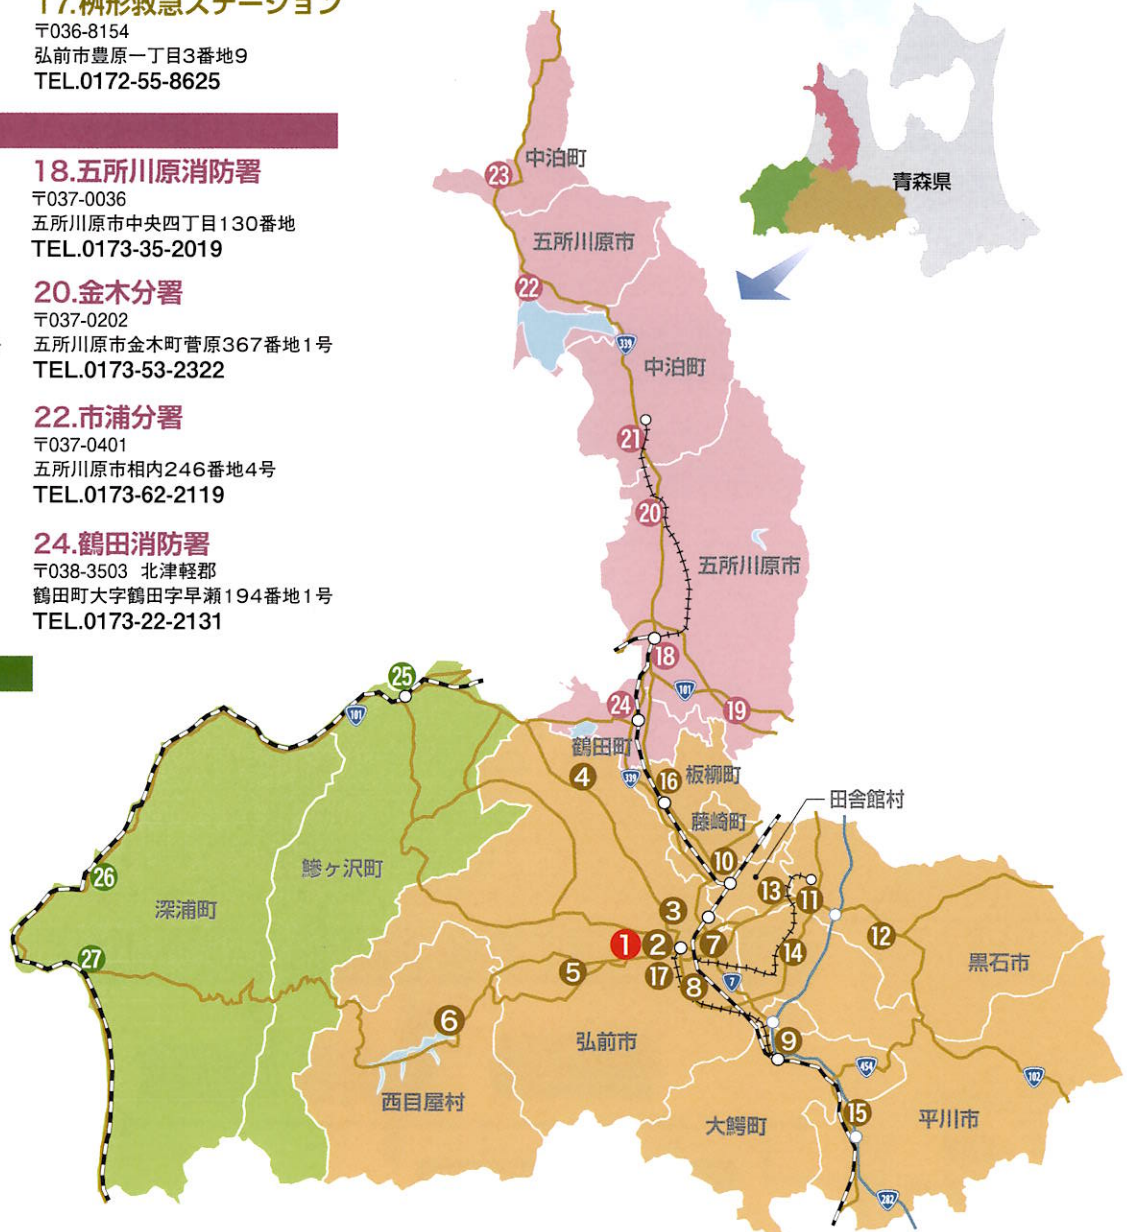 17.桝形救急ステーション
〒036-8154
弘前市豊原一丁目3番地9
TEL.0172-55-8625
18.五所川原消防署
〒037-0036
五所川原市中央四丁目130番地
TEL.0173-35-2019
20.金木分署
〒037-0202
五所川原市金木町菅原367番地1号
TEL.0173-53-2322
22.市浦分署
〒037-0401
五所川原市相内246番地4号
TEL.0173-62-2119
24.鶴田消防署
〒038-3503 北津軽郡
鶴田町大字鶴田字早瀬194番地1号
TEL.0173-22-2131
青森県
中泊町
23
五所川原市
22
339
中泊町
21
20
五所川原市
18
101
24
19
鶴田町
339
16
板柳町
4
藤崎町
田舎館村
10
13
11
3
1
2
7
14
12
17
5
8
7
黒石市
6
弘前市
9
454
102
西目屋村
大鰐町
15
平川市
282
25
101
鰺ヶ沢町
26
深浦町
27